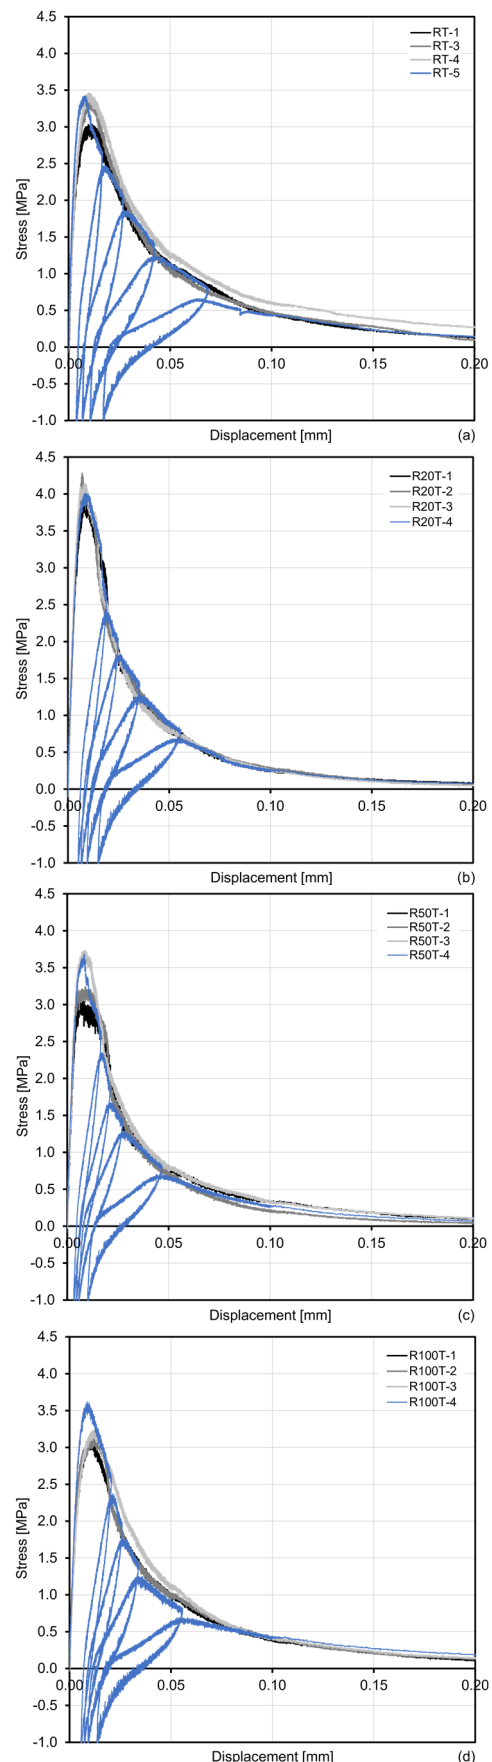 4.5
4.0
3.5
3.0
2.5
2.0
1.5
1.0
0.5
0.0
-0.5
-1.0
Stress [MPa]
RT-1
RT-3
RT-4
RT-5
0.00 0.05 0.10 0.15 0.20
Displacement [mm]
(a)
4.5
4.0
3.5
3.0
2.5
2.0
1.5
1.0
0.5
0.0
-0.5
-1.0
Stress [MPa]
R20T-1
R20T-2
R20T-3
R20T-4
0.00 0.05 0.10 0.15 0.20
Displacement [mm]
(b)
4.5
4.0
3.5
3.0
2.5
2.0
1.5
1.0
0.5
0.0
-0.5
-1.0
Stress [MPa]
R50T-1
R50T-2
R50T-3
R50T-4
0.00 0.05 0.10 0.15 0.20
Displacement [mm]
(c)
4.5
4.0
3.5
3.0
2.5
2.0
1.5
1.0
0.5
0.0
-0.5
-1.0
Stress [MPa]
R100T-1
R100T-2
R100T-3
R100T-4
0.00 0.05 0.10 0.15 0.20
Displacement [mm]
(d)